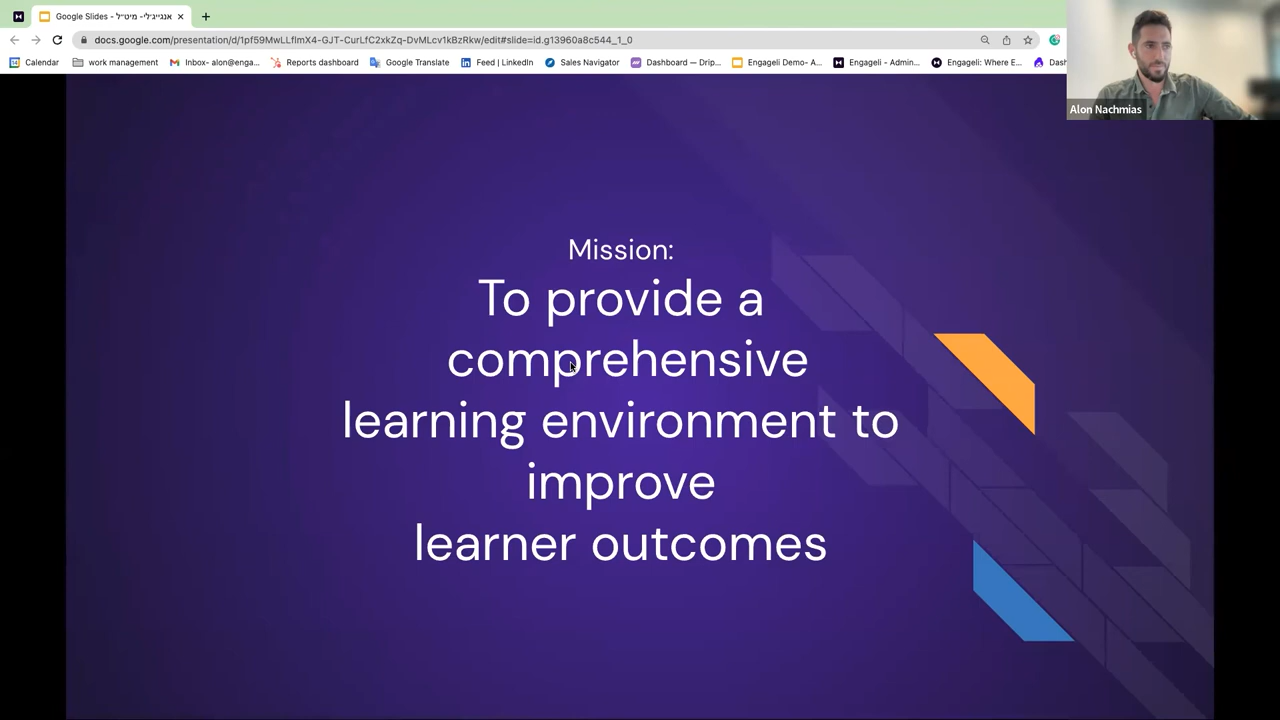 Google Slides - אנגייג'לי- מיט"ל
docs.google.com/presentation/d/1pf59MwLLflmX4-GJT-CurLfC2xkZq-DvMLcv1kBzRkw/edit#slide=id.g13960a8c544_1_0
Calendar work management Inbox- alon@enga... Reports dashboard Google Translate Feed | LinkedIn Sales Navigator Dashboard — Drip... Engageli Demo- A... Engageli - Admin... Engageli: Where E... Dash
Alon Nachmias
Mission:
To provide a
comprehensive
learning environment to
improve
learner outcomes